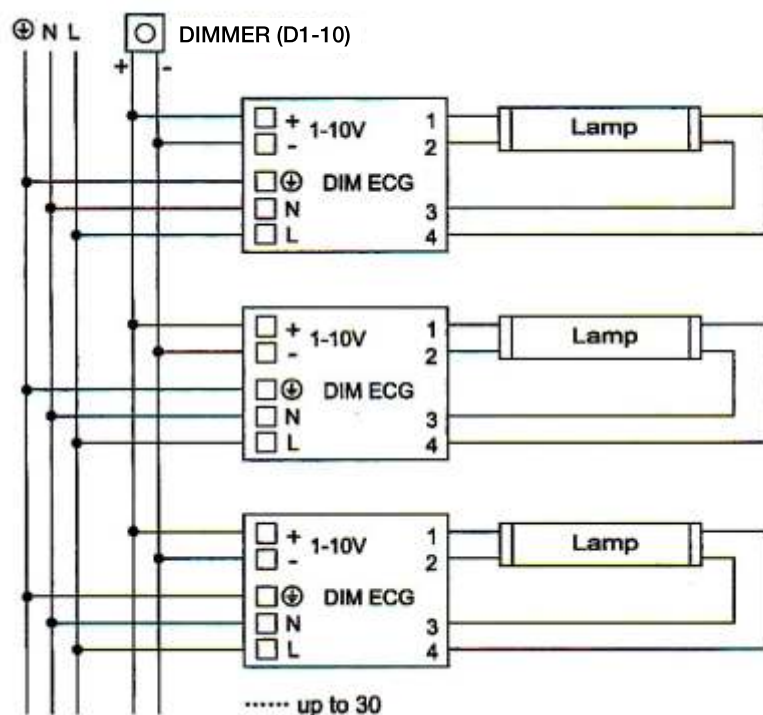 ⏚ N L DIMMER (D1-10)
+ -
+ 1-10V 1 Lamp
- 2
⏚ DIM ECG
N 3
L 4
+ 1-10V 1 Lamp
- 2
⏚ DIM ECG
N 3
L 4
+ 1-10V 1 Lamp
- 2
⏚ DIM ECG
N 3
L 4
...... up to 30